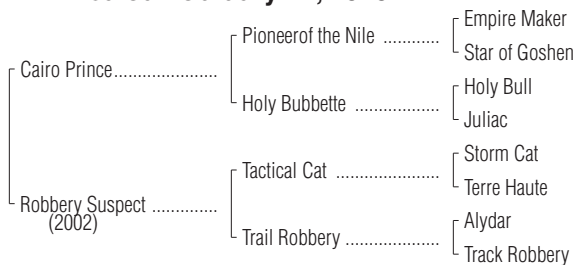 Empire Maker
Pioneerof the Nile ............
Star of Goshen
Cairo Prince......................
Holy Bull
Holy Bubbette ..................
Juliac
Storm Cat
Tactical Cat ......................
Terre Haute
Robbery Suspect ..............
(2002)
Alydar
Trail Robbery ....................
Track Robbery